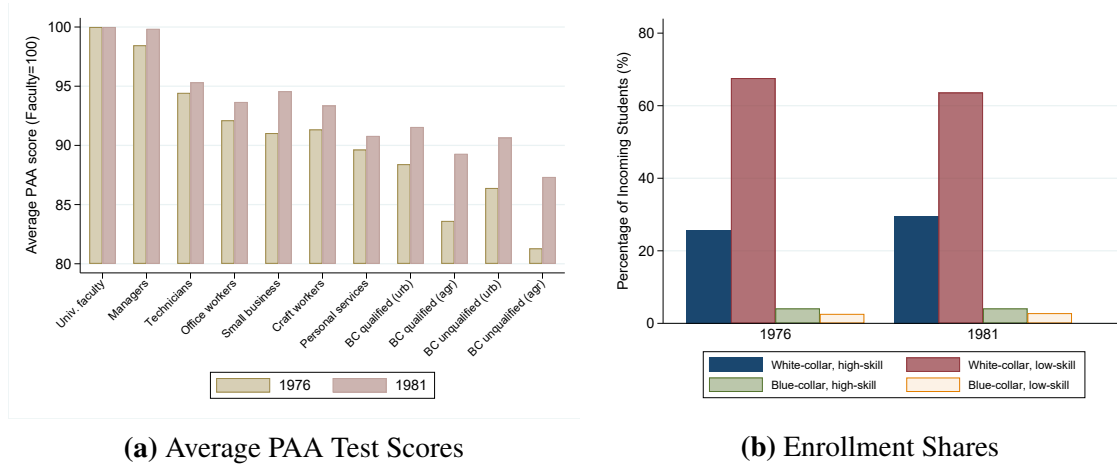 Average PAA score (Faculty=100)
100
95
90
85
80
Univ. faculty
Managers
Technicians
Office workers
Small business
Craft workers
Personal services
BC qualified (urb)
BC qualified (agr)
BC unqualified (urb)
BC unqualified (agr)
1976 1981
(a) Average PAA Test Scores
Percentage of Incoming Students (%)
80
60
40
20
0
1976 1981
White-collar, high-skill White-collar, low-skill
Blue-collar, high-skill Blue-collar, low-skill
(b) Enrollment Shares